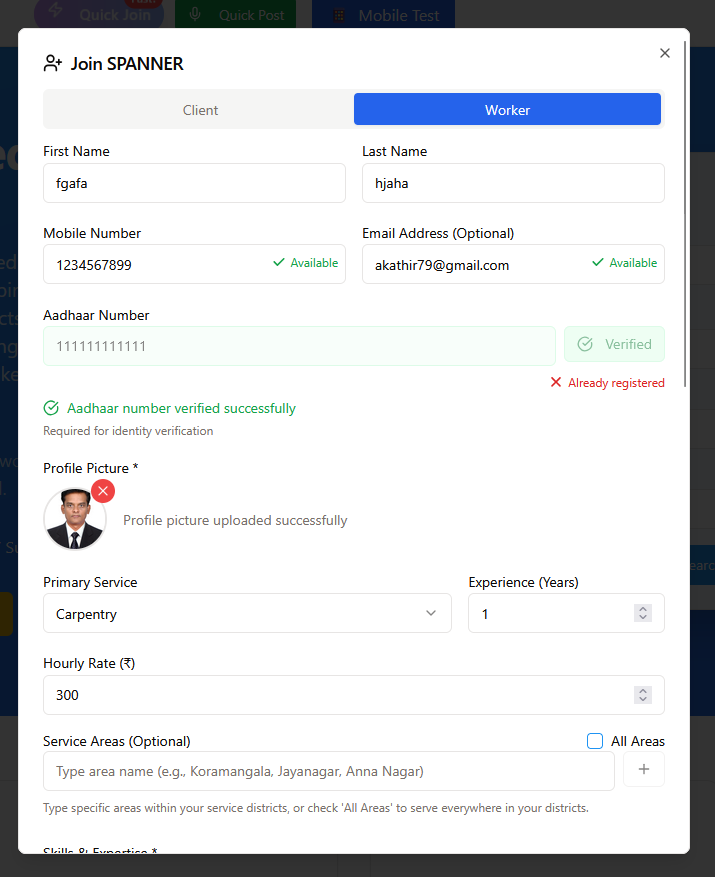 Quick Join
Quick Post
Mobile Test
Join SPANNER
Client Worker
First Name Last Name
fgafa hjaha
Mobile Number Email Address (Optional)
1234567899 Available akathir79@gmail.com Available
Aadhaar Number
111111111111 Verified
Already registered
Aadhaar number verified successfully
Required for identity verification
Profile Picture *
Profile picture uploaded successfully
Primary Service Experience (Years)
Carpentry 1
Hourly Rate (₹)
300
Service Areas (Optional) All Areas
Type area name (e.g., Koramangala, Jayanagar, Anna Nagar)
Type specific areas within your service districts, or check 'All Areas' to serve everywhere in your districts.
Skills & Expertise *